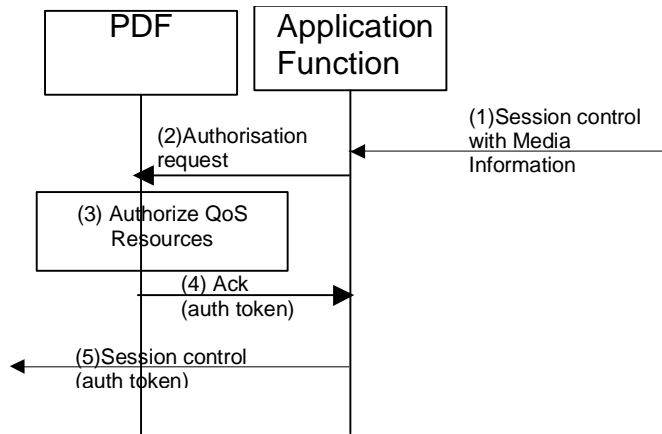 PDF
Application
Function
(1)Session control
with Media
Information
(2)Authorisation
request
(3) Authorize QoS
Resources
(4) Ack
(auth token)
(5)Session control
(auth token)